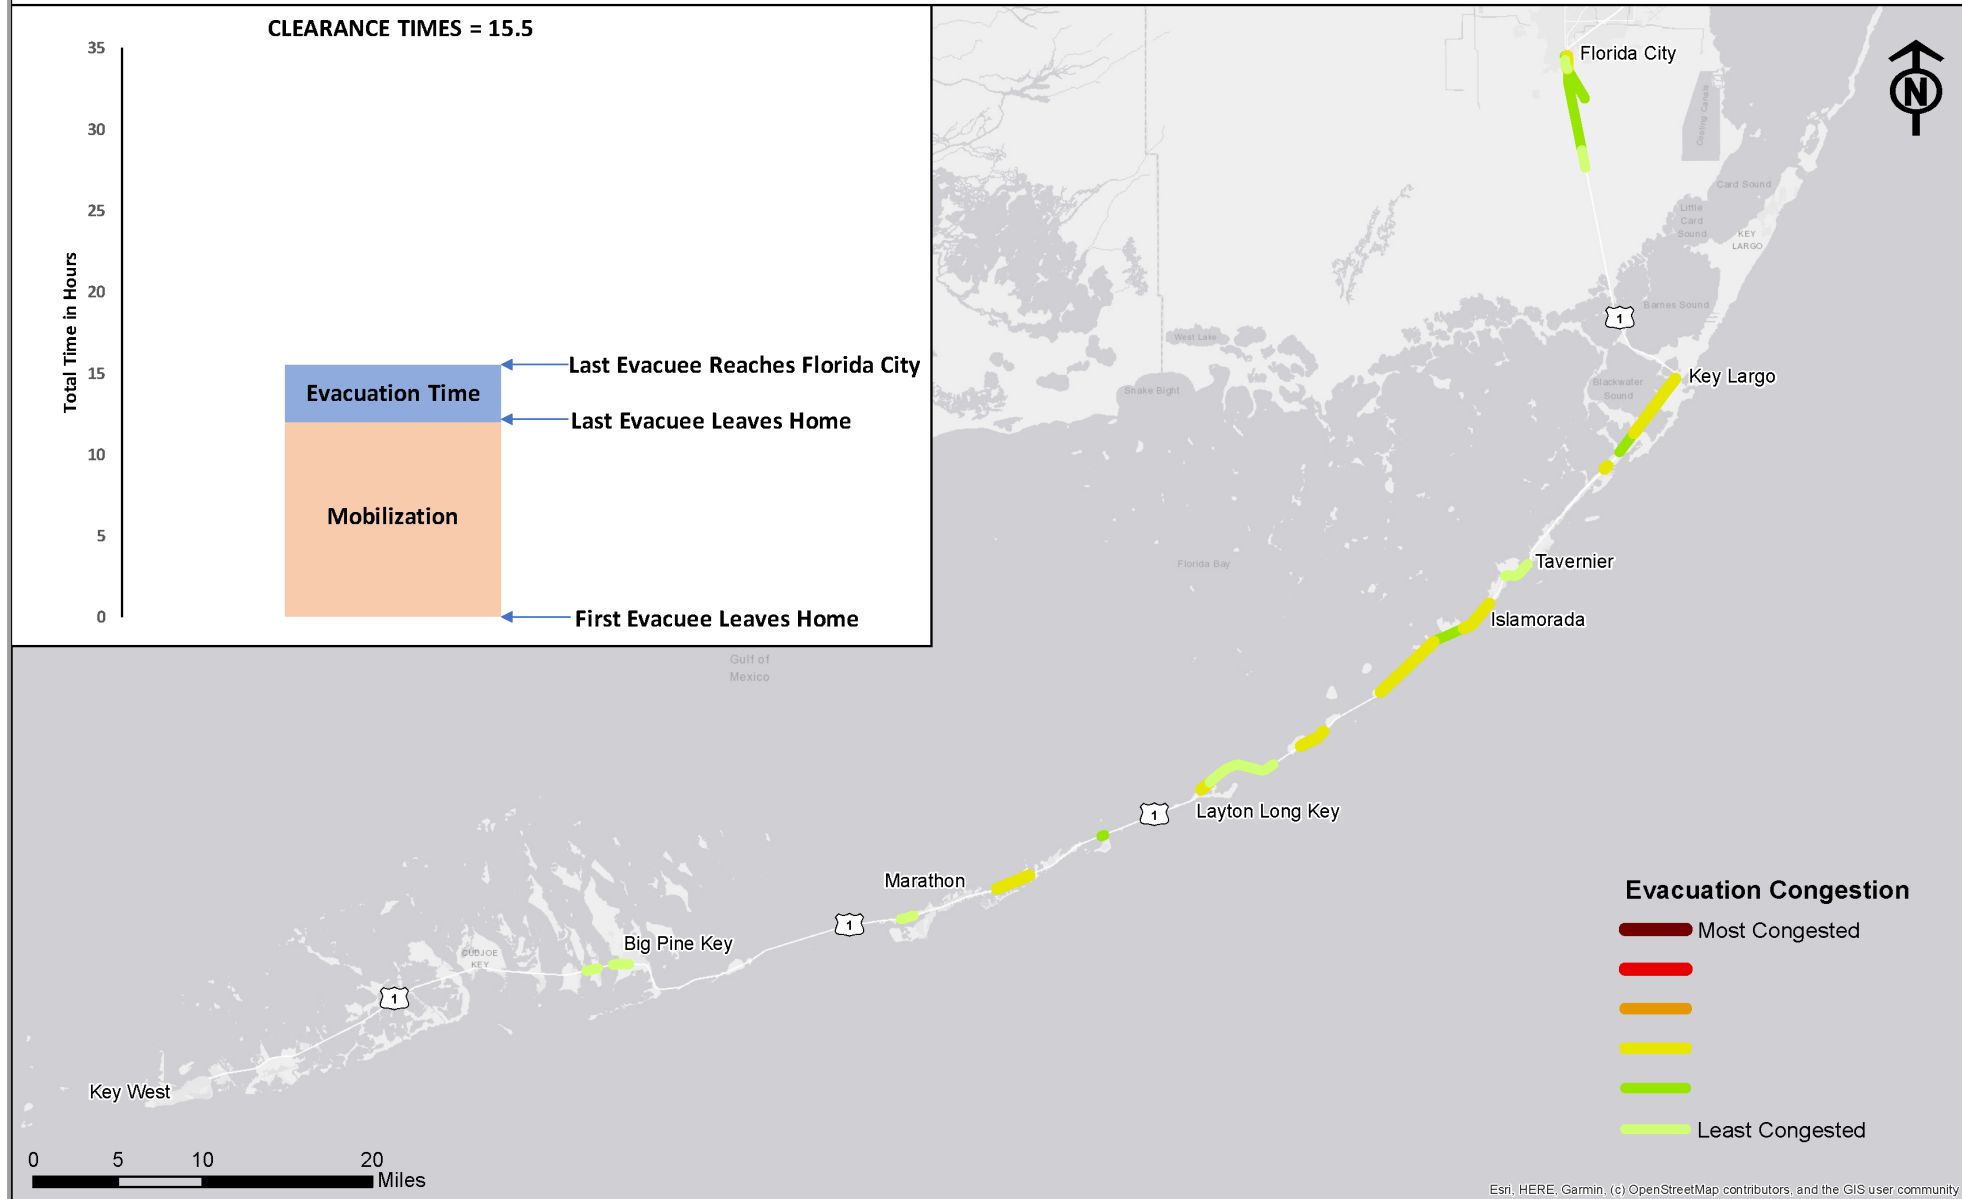 CLEARANCE TIMES = 15.5
35
30
25
20
15
10
5
0
Total Time in Hours
Evacuation Time
Mobilization
Last Evacuee Reaches Florida City
Last Evacuee Leaves Home
First Evacuee Leaves Home
Florida City
N
Cooling Canals
Card Sound
Little
Card
Sound
KEY
LARGO
Barnes Sound
1
West Lake
Snake Bight
Blackwater
Sound
Key Largo
Florida Bay
Tavernier
Islamorada
Gulf of
Mexico
Layton Long Key
1
Marathon
1
Big Pine Key
CUDJOE
KEY
1
Key West
Evacuation Congestion
Most Congested
Least Congested
0 5 10 20
Miles
Esri, HERE, Garmin, (c) OpenStreetMap contributors, and the GIS user community